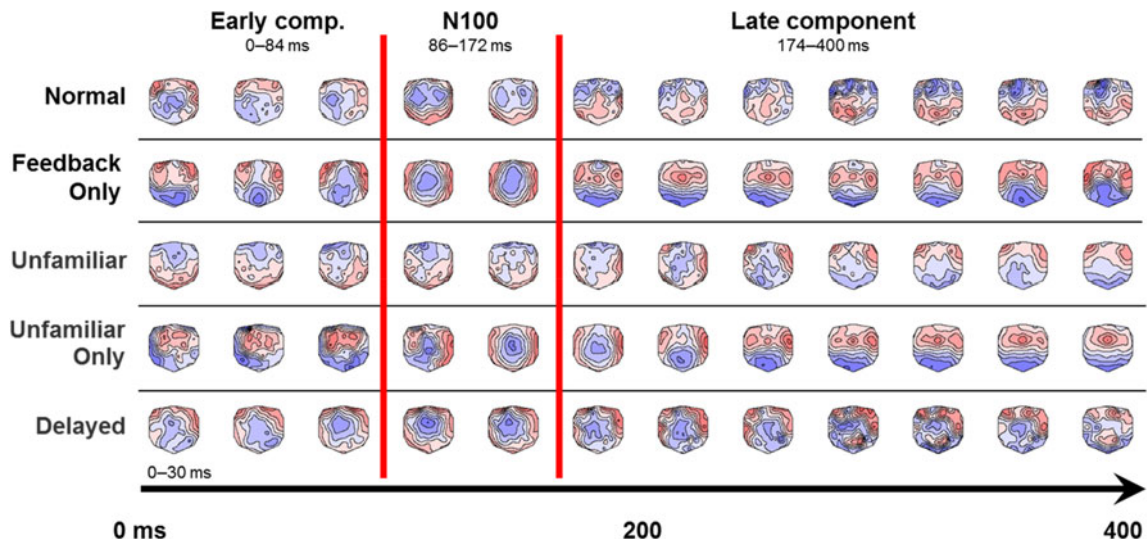 Early comp.
0–84 ms
N100
86–172 ms
Late component
174–400 ms
Normal
Feedback
Only
Unfamiliar
Unfamiliar
Only
Delayed
0–30 ms
0 ms
200
400